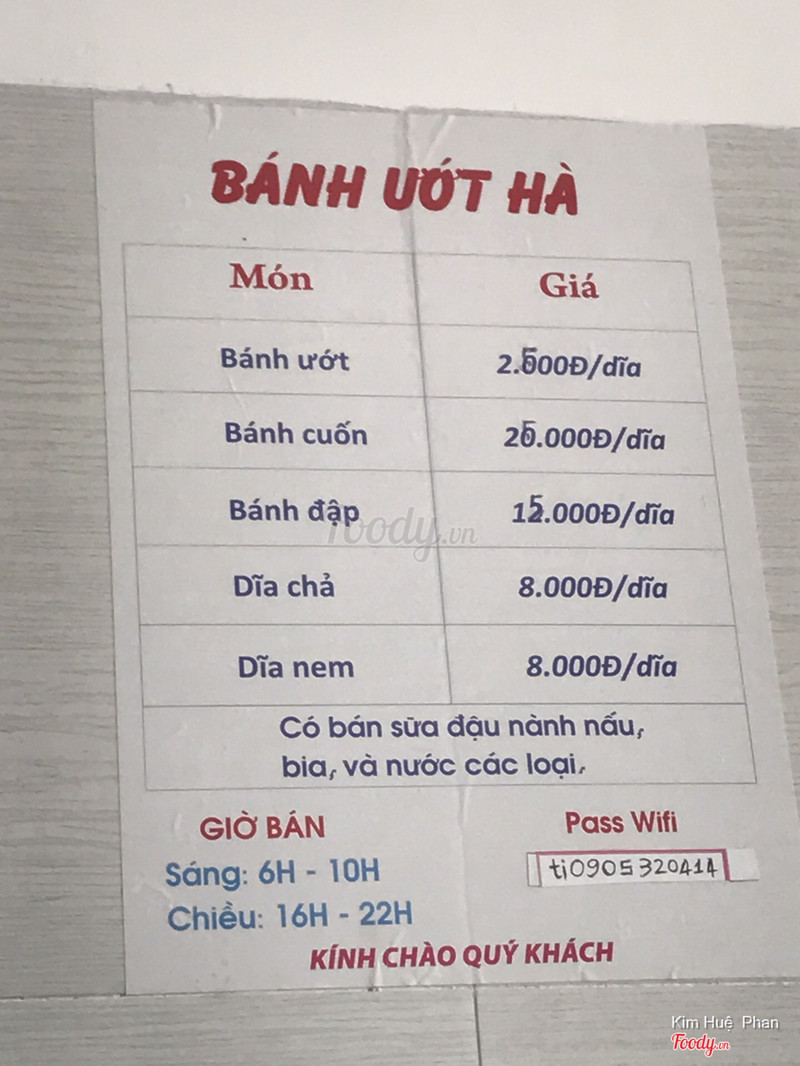 BÁNH ƯỚT HÀ
Món Giá
Bánh ướt 2.500Đ/dĩa
Bánh cuốn 25.000Đ/dĩa
Bánh đập 15.000Đ/dĩa
Dĩa chả 8.000Đ/dĩa
Dĩa nem 8.000Đ/dĩa
Có bán sữa đậu nành nấu,
bia, và nước các loại.
GIỜ BÁN Pass Wifi
Sáng: 6H - 10H ti0905320414
Chiều: 16H - 22H
KÍNH CHÀO QUÝ KHÁCH
foody.vn
Kim Huệ Phan
Foody.vn